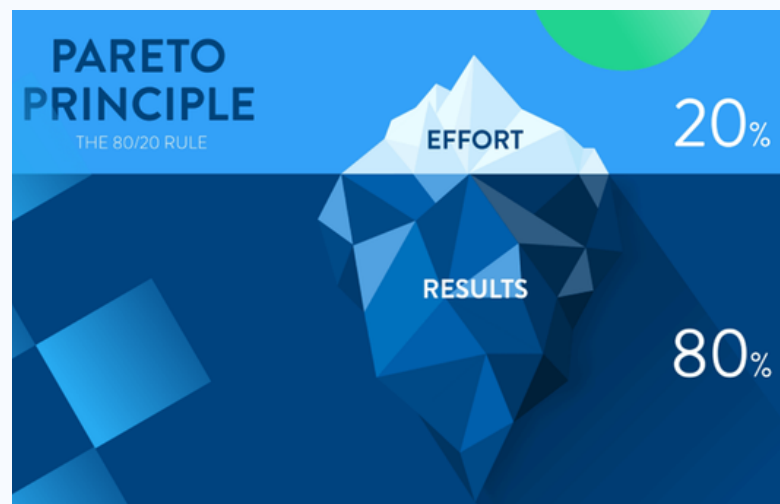 PARETO
PRINCIPLE
THE 80/20 RULE
EFFORT
20%
RESULTS
80%